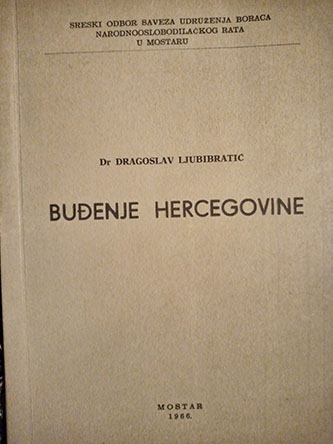 SRESKI ODBOR SAVEZA UDRUŽENJA BORACA
NARODNOOSLOBODILAČKOG RATA
U MOSTARU
Dr DRAGOSLAV LJUBIBRATIĆ
BUĐENJE HERCEGOVINE
MOSTAR
1966.